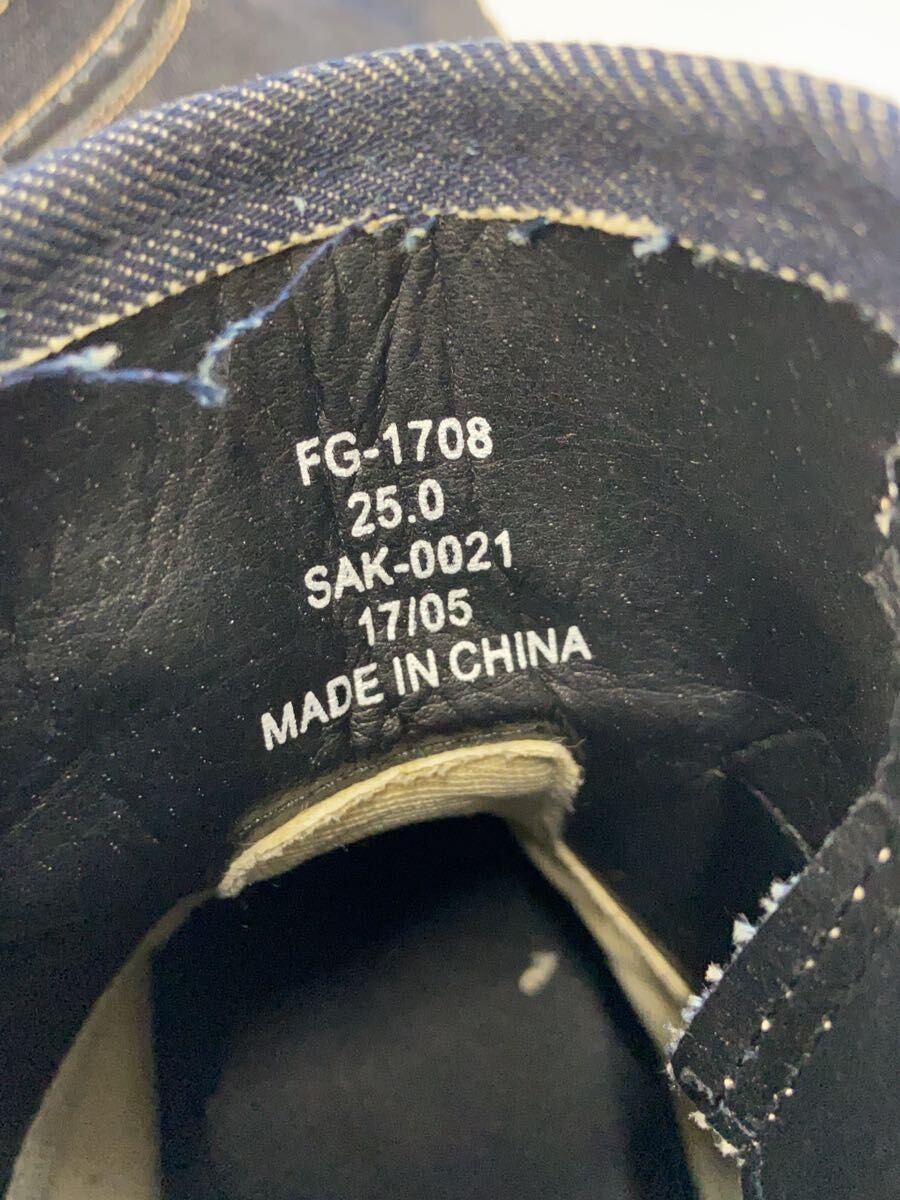 FG-1708
25.0
SAK-0021
17/05
MADE IN CHINA